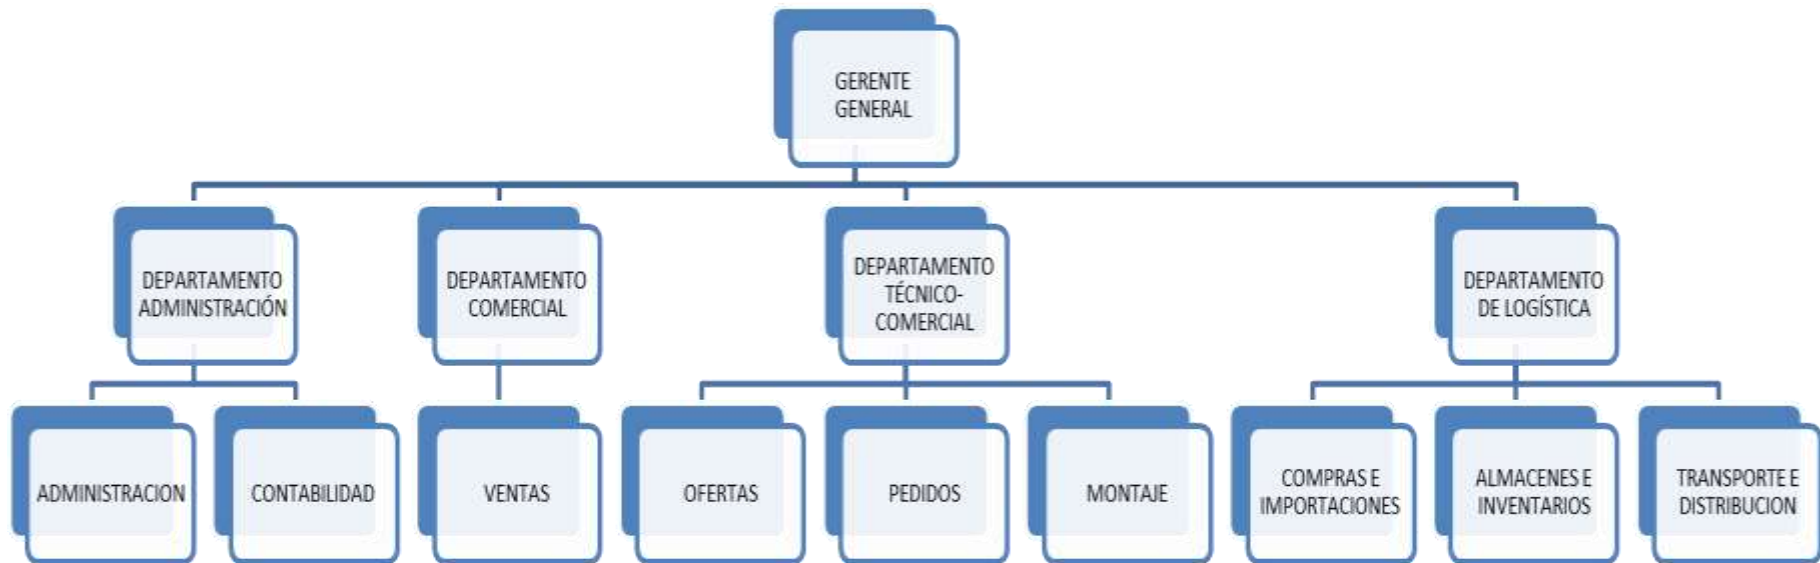 GERENTE
GENERAL
DEPARTAMENTO
ADMINISTRACIÓN
DEPARTAMENTO
COMERCIAL
DEPARTAMENTO
TÉCNICO-
COMERCIAL
DEPARTAMENTO
DE LOGÍSTICA
ADMINISTRACION
CONTABILIDAD
VENTAS
OFERTAS
PEDIDOS
MONTAJE
COMPRAS E
IMPORTACIONES
ALMACENES E
INVENTARIOS
TRANSPORTE E
DISTRIBUCION